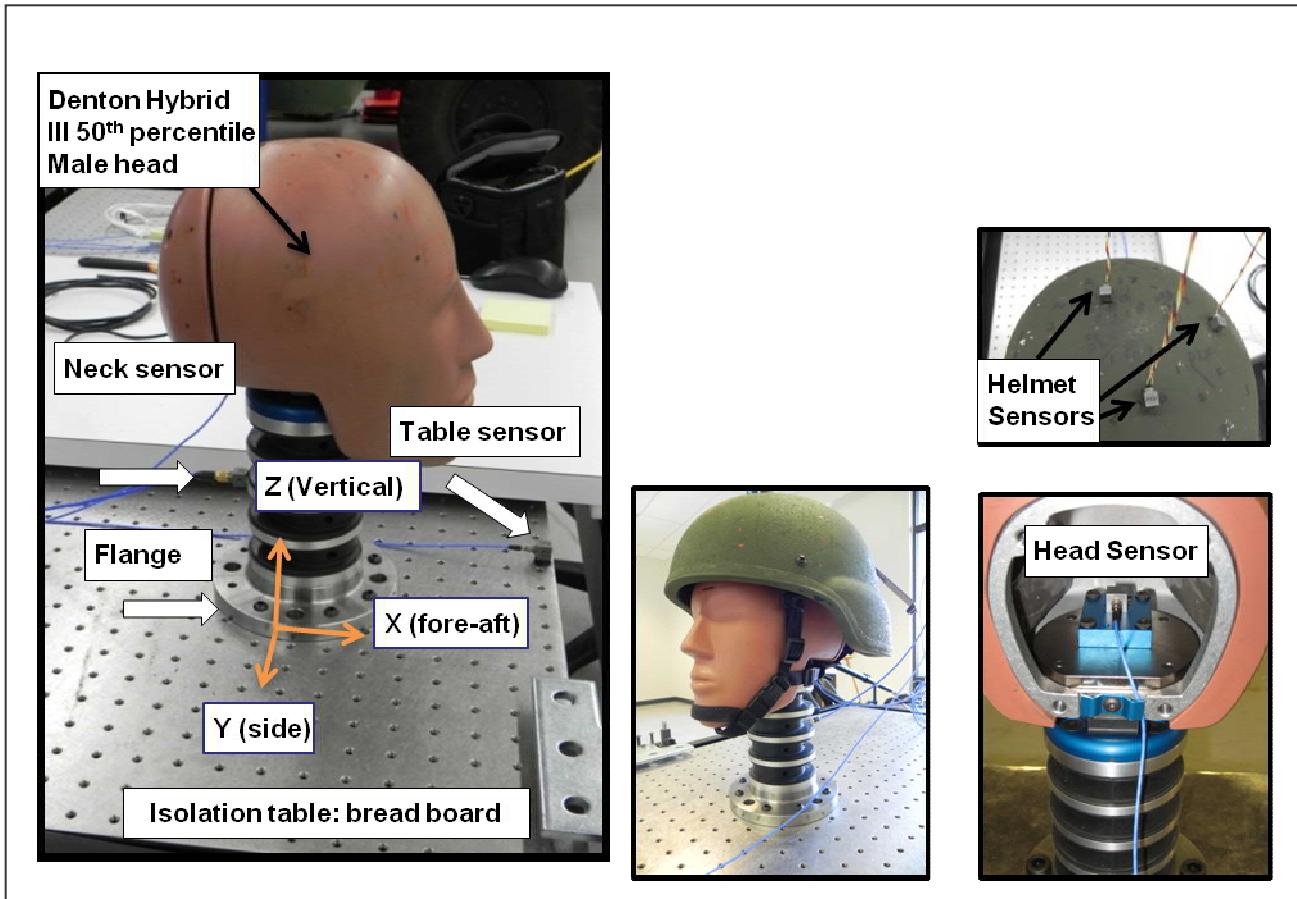 Denton Hybrid
III 50th percentile
Male head
Neck sensor
Table sensor
Z (Vertical)
Flange
X (fore-aft)
Y (side)
Isolation table: bread board
Helmet
Sensors
Head Sensor